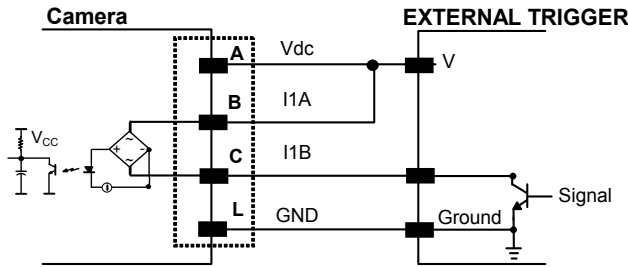 Camera
EXTERNAL TRIGGER
A
Vdc
V
B
I1A
VCC
~
+
-
~
C
I1B
Signal
L
GND
Ground